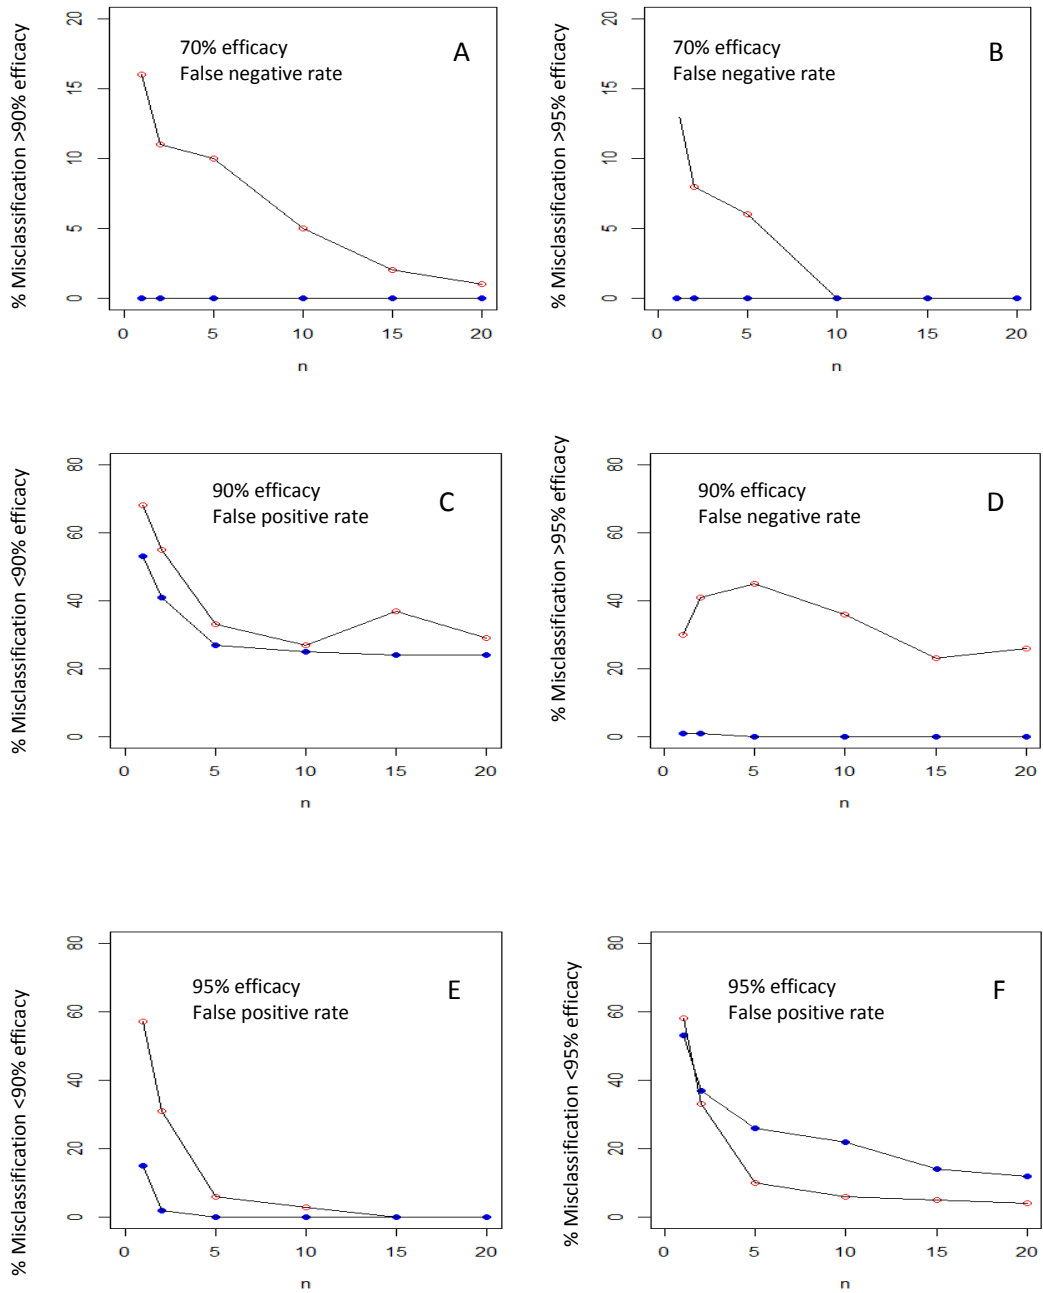 % Misclassification >90% efficacy
70% efficacy
False negative rate
A
20
15
10
5
0
0 5 10 15 20
n
% Misclassification >95% efficacy
70% efficacy
False negative rate
B
20
15
10
5
0
0 5 10 15 20
n
% Misclassification <90% efficacy
90% efficacy
False positive rate
C
80
60
40
20
0
0 5 10 15 20
n
% Misclassification >95% efficacy
90% efficacy
False negative rate
D
80
60
40
20
0
0 5 10 15 20
n
% Misclassification <90% efficacy
95% efficacy
False positive rate
E
80
60
40
20
0
0 5 10 15 20
n
% Misclassification <95% efficacy
95% efficacy
False positive rate
F
80
60
40
20
0
0 5 10 15 20
n